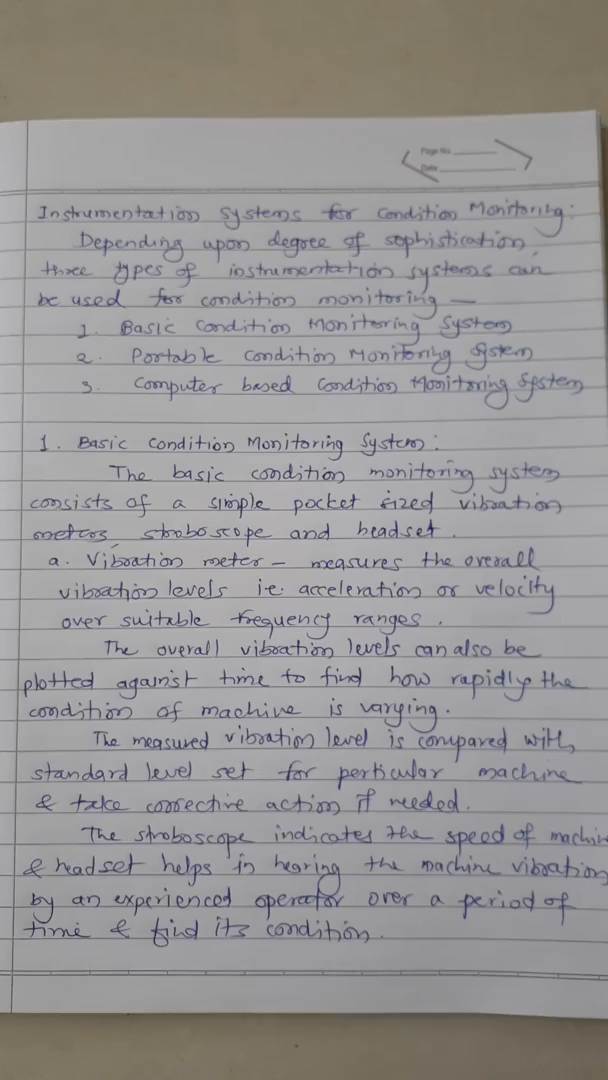 Page No.
Date
Instrumentation systems for condition Monitoring:
Depending upon degree of sophistication,
three types of instrumentation systems can
be used for condition monitoring —
1. Basic Condition Monitoring System
2. Portable condition Monitoring System
3. Computer based Condition Monitoring System
1. Basic Condition Monitoring System:
The basic condition monitoring system
consists of a simple pocket sized vibration
meters, stroboscope and headset.
a. Vibration meter – measures the overall
vibration levels i.e. acceleration or velocity
over suitable frequency ranges.
The overall vibration levels can also be
plotted against time to find how rapidly the
condition of machine is varying.
The measured vibration level is compared with
standard level set for perticular machine
& take corrective action if needed.
The stroboscope indicates the speed of machine
& headset helps in hearing the machine vibration
by an experienced operator over a period of
time & find its condition.